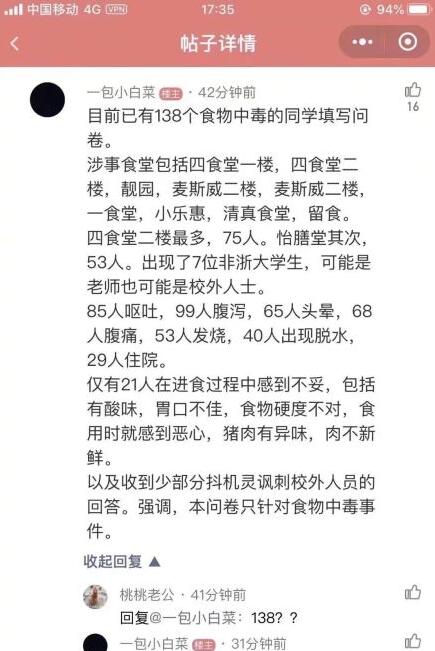 中国移动 4G VPN 17:35 94%
帖子详情
一包小白菜 楼主 · 42分钟前
16
目前已有138个食物中毒的同学填写问
卷。
涉事食堂包括四食堂一楼，四食堂二
楼，靓园，麦斯威二楼，麦斯威二楼，
一食堂，小乐惠，清真食堂，留食。
四食堂二楼最多，75人。怡膳堂其次，
53人。出现了7位非浙大学生，可能是
老师也可能是校外人士。
85人呕吐，99人腹泻，65人头晕，68
人腹痛，53人发烧，40人出现脱水，
29人住院。
仅有21人在进食过程中感到不妥，包括
有酸味，胃口不佳，食物硬度不对，食
用时就感到恶心，猪肉有异味，肉不新
鲜。
以及收到少部分抖机灵讽刺校外人员的
回答。强调，本问卷只针对食物中毒事
件。
收起回复 ▲
桃桃老公 · 41分钟前
回复@一包小白菜：138？？
一包小白菜 楼主 · 31分钟前